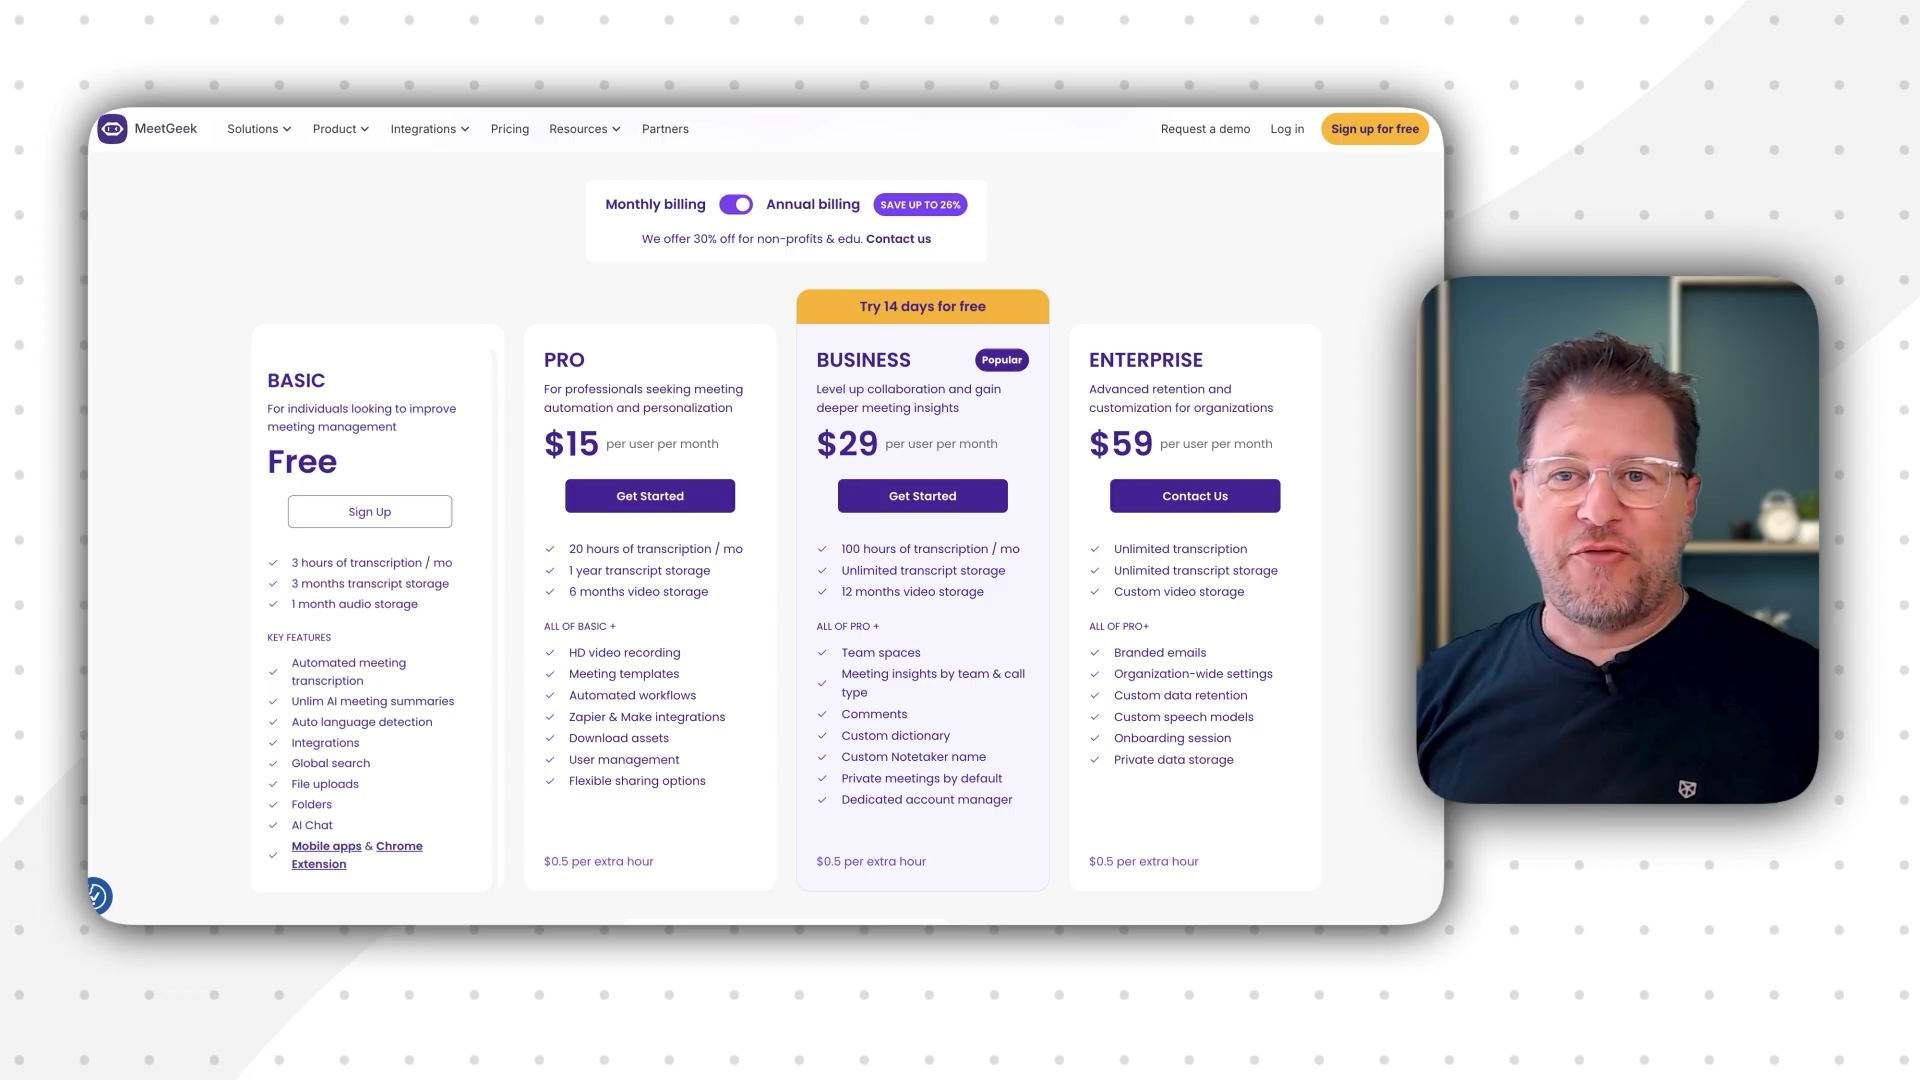 MeetGeek
Solutions
Product
Integrations
Pricing
Resources
Partners
Request a demo
Log in
Sign up for free
Monthly billing
Annual billing
SAVE UP TO 26%
We offer 30% off for non-profits & edu. Contact us
BASIC
For individuals looking to improve
meeting management
Free
Sign Up
3 hours of transcription / mo
3 months transcript storage
1 month audio storage
KEY FEATURES
Automated meeting
transcription
Unlim AI meeting summaries
Auto language detection
Integrations
Global search
File uploads
Folders
AI Chat
Mobile apps & Chrome
Extension
PRO
For professionals seeking meeting
automation and personalization
$15 per user per month
Get Started
20 hours of transcription / mo
1 year transcript storage
6 months video storage
ALL OF BASIC +
HD video recording
Meeting templates
Automated workflows
Zapier & Make integrations
Download assets
User management
Flexible sharing options
$0.5 per extra hour
Try 14 days for free
BUSINESS
Popular
Level up collaboration and gain
deeper meeting insights
$29 per user per month
Get Started
100 hours of transcription / mo
Unlimited transcript storage
12 months video storage
ALL OF PRO +
Team spaces
Meeting insights by team & call
type
Comments
Custom dictionary
Custom Notetaker name
Private meetings by default
Dedicated account manager
$0.5 per extra hour
ENTERPRISE
Advanced retention and
customization for organizations
$59 per user per month
Contact Us
Unlimited transcription
Unlimited transcript storage
Custom video storage
ALL OF PRO+
Branded emails
Organization-wide settings
Custom data retention
Custom speech models
Onboarding session
Private data storage
$0.5 per extra hour